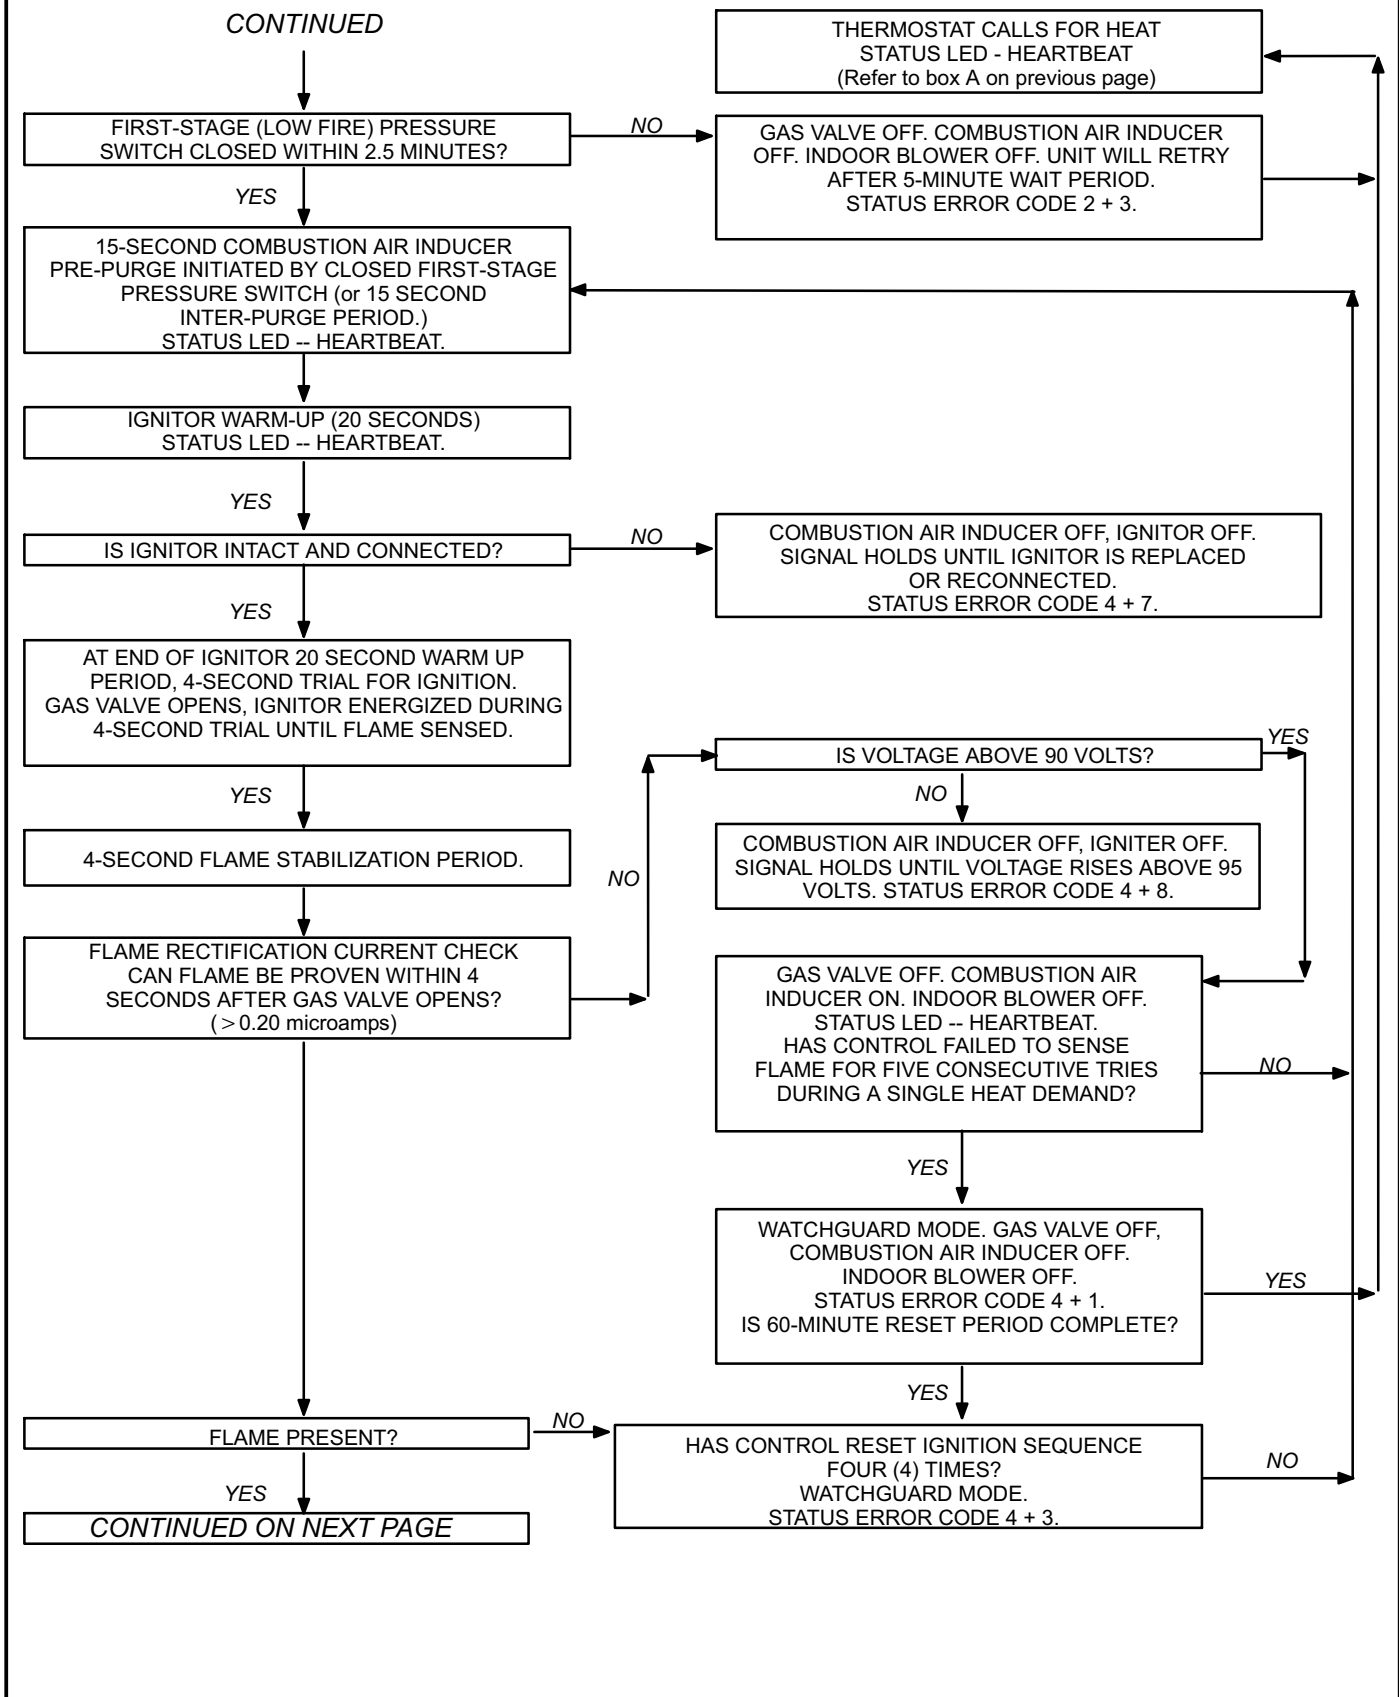 CONTINUED
THERMOSTAT CALLS FOR HEAT
STATUS LED - HEARTBEAT
(Refer to box A on previous page)
FIRST-STAGE (LOW FIRE) PRESSURE
SWITCH CLOSED WITHIN 2.5 MINUTES?
NO
GAS VALVE OFF. COMBUSTION AIR INDUCER
OFF. INDOOR BLOWER OFF. UNIT WILL RETRY
AFTER 5-MINUTE WAIT PERIOD.
STATUS ERROR CODE 2 + 3.
YES
15-SECOND COMBUSTION AIR INDUCER
PRE-PURGE INITIATED BY CLOSED FIRST-STAGE
PRESSURE SWITCH (or 15 SECOND
INTER-PURGE PERIOD.)
STATUS LED -- HEARTBEAT.
IGNITOR WARM-UP (20 SECONDS)
STATUS LED -- HEARTBEAT.
YES
IS IGNITOR INTACT AND CONNECTED?
NO
COMBUSTION AIR INDUCER OFF, IGNITOR OFF.
SIGNAL HOLDS UNTIL IGNITOR IS REPLACED
OR RECONNECTED.
STATUS ERROR CODE 4 + 7.
YES
AT END OF IGNITOR 20 SECOND WARM UP
PERIOD, 4-SECOND TRIAL FOR IGNITION.
GAS VALVE OPENS, IGNITOR ENERGIZED DURING
4-SECOND TRIAL UNTIL FLAME SENSED.
YES
4-SECOND FLAME STABILIZATION PERIOD.
FLAME RECTIFICATION CURRENT CHECK
CAN FLAME BE PROVEN WITHIN 4
SECONDS AFTER GAS VALVE OPENS?
(>0.20 microamps)
NO
IS VOLTAGE ABOVE 90 VOLTS?
YES
NO
COMBUSTION AIR INDUCER OFF, IGNITER OFF.
SIGNAL HOLDS UNTIL VOLTAGE RISES ABOVE 95
VOLTS. STATUS ERROR CODE 4 + 8.
GAS VALVE OFF. COMBUSTION AIR
INDUCER ON. INDOOR BLOWER OFF.
STATUS LED -- HEARTBEAT.
HAS CONTROL FAILED TO SENSE
FLAME FOR FIVE CONSECUTIVE TRIES
DURING A SINGLE HEAT DEMAND?
NO
YES
WATCHGUARD MODE. GAS VALVE OFF,
COMBUSTION AIR INDUCER OFF.
INDOOR BLOWER OFF.
STATUS ERROR CODE 4 + 1.
IS 60-MINUTE RESET PERIOD COMPLETE?
YES
YES
FLAME PRESENT?
NO
HAS CONTROL RESET IGNITION SEQUENCE
FOUR (4) TIMES?
WATCHGUARD MODE.
STATUS ERROR CODE 4 + 3.
NO
YES
CONTINUED ON NEXT PAGE